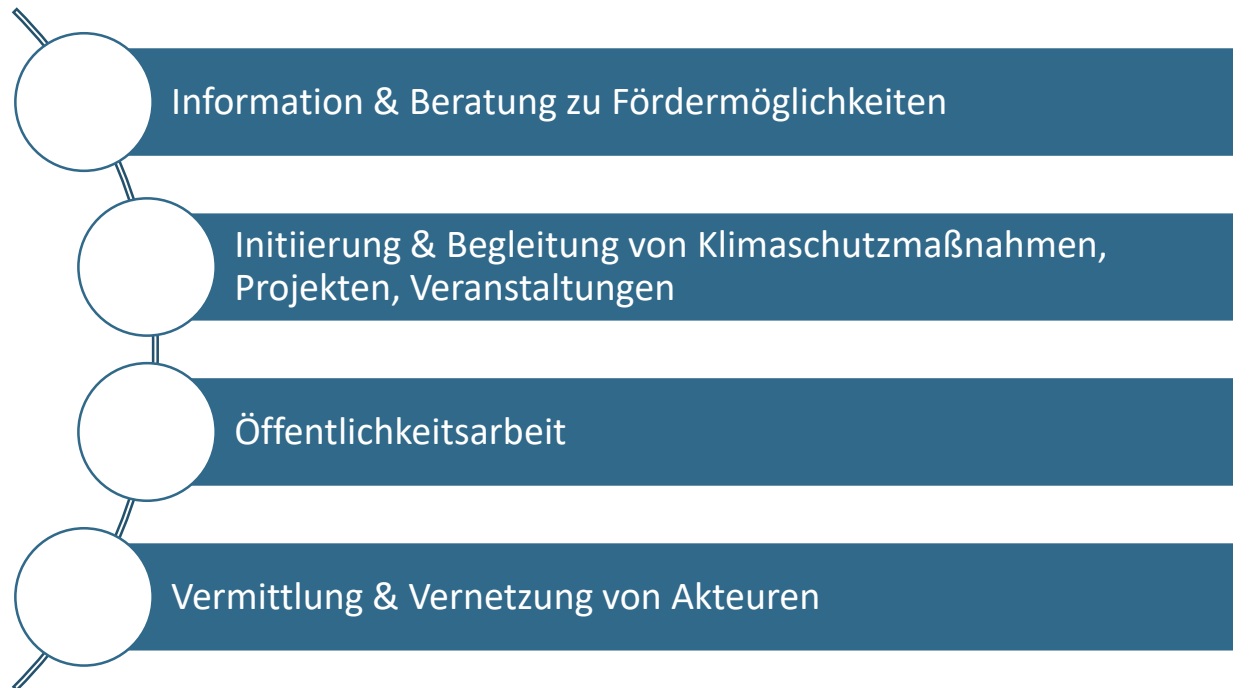 Information & Beratung zu Fördermöglichkeiten
Initiierung & Begleitung von Klimaschutzmaßnahmen,
Projekten, Veranstaltungen
Öffentlichkeitsarbeit
Vermittlung & Vernetzung von Akteuren